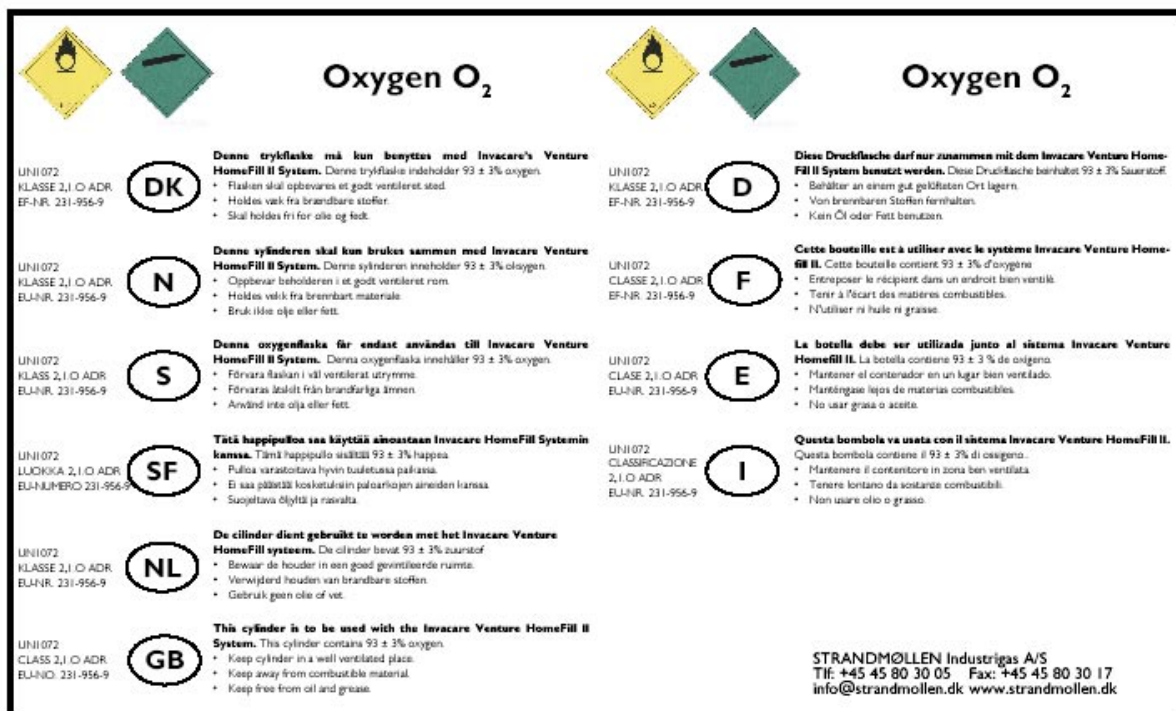 Oxygen O₂
UN1072
KLASSE 2,1.O ADR
EF-NR. 231-956-9
DK
Denne trykflaske må kun benyttes med Invacare's Venture
HomeFill II System. Denne trykflaske indeholder 93 ± 3% oxygen.
• Flasken skal opbevares et godt ventileret sted.
• Holdes væk fra brændbare stoffer.
• Skal holdes fri for olie og fedt.
UN1072
KLASSE 2,1.O ADR
EU-NR. 231-956-9
N
Denne sylinderen skal kun brukes sammen med Invacare Venture
HomeFill II System. Denne sylinderen inneholder 93 ± 3% oksygen.
• Oppbevar beholderen i et godt ventileret rom.
• Holdes vekk fra brennbart materiale.
• Bruk ikke olje eller fett.
UN1072
KLASS 2,1.O ADR
EU-NR. 231-956-9
S
Denna oxygenflaska får endast användas till Invacare Venture
HomeFill II System. Denna oxygenflaska innehåller 93 ± 3% oxygen.
• Förvara flaskan i väl ventilerat utrymme.
• Förvaras åtskilt från brandfarliga ämnen.
• Använd inte olja eller fett.
UN1072
LUOKKA 2,1.O ADR
EU-NUMERO 231-956-9
SF
Tätä happipulloa saa käyttää ainoastaan Invacare HomeFill Systemin
kanssa. Tämä happipullo sisältää 93 ± 3% happea.
• Pulloa varastoitava hyvin tuuletussa paikassa.
• Ei saa päästää kosketuksiin paloarkojen aineiden kanssa.
• Suojeltava öljyltä ja rasvalta.
UN1072
KLASSE 2,1.O ADR
EU-NR. 231-956-9
NL
De cilinder dient gebruikt te worden met het Invacare Venture
HomeFill systeem. De cilinder bevat 93 ± 3% zuurstof
• Bewaar de houder in een goed gevintileerde ruimte.
• Verwijderd houden van brandbare stoffen.
• Gebruik geen olie of vet.
UN1072
CLASS 2,1.O ADR
EU-NO. 231-956-9
GB
This cylinder is to be used with the Invacare Venture HomeFill II
System. This cylinder contains 93 ± 3% oxygen.
• Keep cylinder in a well ventilated place.
• Keep away from combustible material.
• Keep free from oil and grease.
Oxygen O₂
UN1072
KLASSE 2,1.O ADR
EF-NR. 231-956-9
D
Diese Druckflasche darf nur zunammen mit dem Invacare Venture Home-
Fill II System benutzt werden. Diese Druckflasche beinhaltet 93 ± 3% Sauerstoff.
• Behälter an einem gut gelüfteten Ort lagern.
• Von brennbaren Stoffen fernhalten.
• Kein Öl oder Fett benutzen.
UN1072
CLASSE 2,1.O ADR
EF-NR. 231-956-9
F
Cette bouteille est à utiliser avec le système Invacare Venture Home-
fill II. Cette bouteille contient 93 ± 3% d'oxygène
• Entreposer le récipient dans un endroit bien ventilé.
• Tenir à l'écart des matières combustibles.
• N'utiliser ni huile ni graisse.
UN1072
CLASE 2,1.O ADR
EU-NR. 231-956-9
E
La botella debe ser utilizada junto al sistema Invacare Venture
Homefill II. La botella contiene 93 ± 3 % de oxígeno.
• Mantener el contenador en un lugar bien ventilado.
• Manténgase lejos de materias combustibles.
• No usar grasa o aceite.
UN1072
CLASSIFICAZIONE
2,1.O ADR
EU-NR. 231-956-9
I
Questa bombola va usata con il sistema Invacare Venture HomeFill II.
Questa bombola contiene il 93 ± 3% di ossigeno.
• Mantenere il contenitore in zona ben ventilata.
• Tenere lontano da sostanze combustibili.
• Non usare olio o grasso.
STRANDMØLLEN Industrigas A/S
Tlf: +45 45 80 30 05 Fax: +45 45 80 30 17
info@strandmollen.dk www.strandmollen.dk